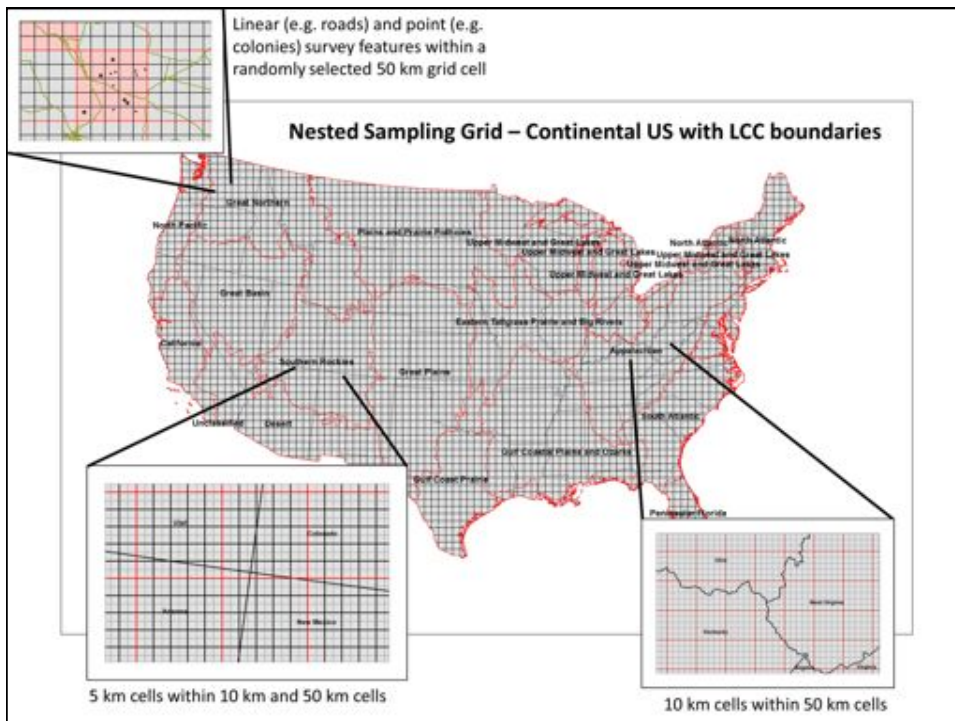 Linear (e.g. roads) and point (e.g.
colonies) survey features within a
randomly selected 50 km grid cell
Nested Sampling Grid – Continental US with LCC boundaries
Great Northern
North Pacific
Plains and Prairie Potholes
Upper Midwest and Great Lakes
Upper Midwest and Great Lakes
Upper Midwest and Great Lakes
North Atlantic
North Atlantic
Upper Midwest and Great Lakes
Upper Midwest and Great Lakes
Great Basin
Eastern Tallgrass Prairie and Big Rivers
California
Southern Rockies
Great Plains
Appalachian
South Atlantic
Unclassified
Desert
Gulf Coastal Plains and Ozarks
Gulf Coast Prairie
Peninsular Florida
Utah
Colorado
Arizona
New Mexico
Ohio
West Virginia
Kentucky
Virginia
5 km cells within 10 km and 50 km cells
10 km cells within 50 km cells